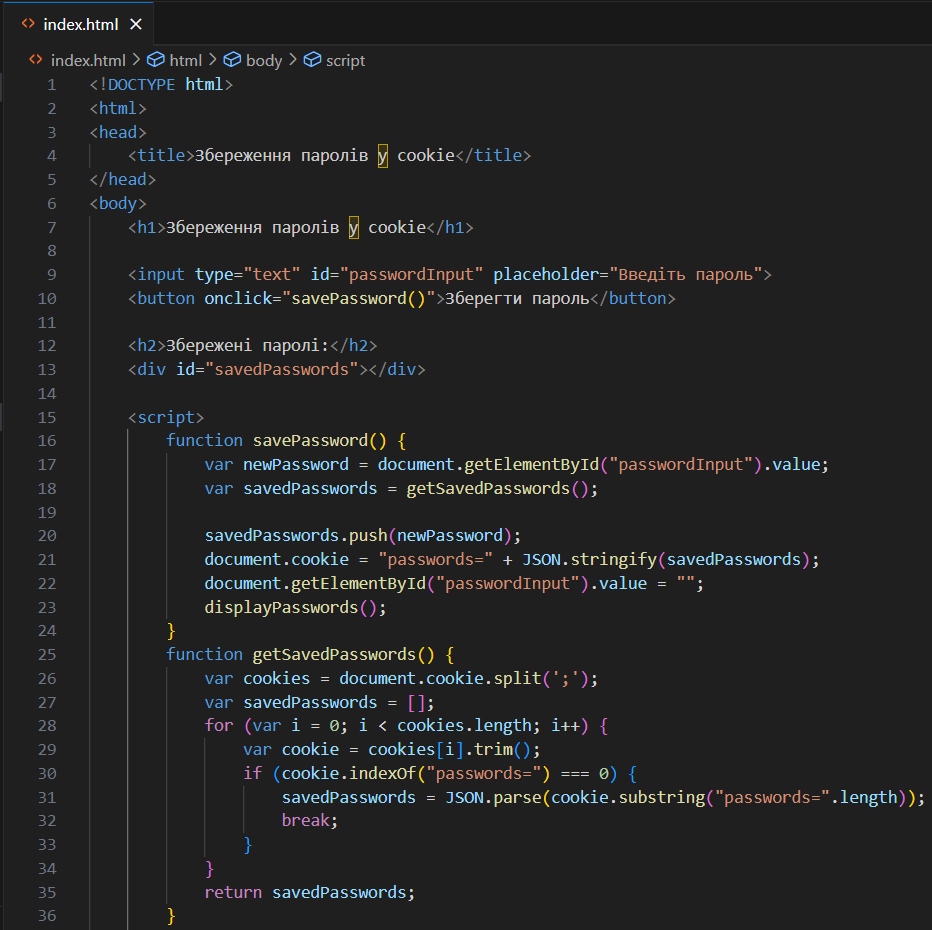 index.html
index.html > html > body > script
1 <!DOCTYPE html>
2 <html>
3 <head>
4     <title>Збереження паролів у cookie</title>
5 </head>
6 <body>
7     <h1>Збереження паролів у cookie</h1>
8
9     <input type="text" id="passwordInput" placeholder="Введіть пароль">
10     <button onclick="savePassword()">Зберегти пароль</button>
11
12     <h2>Збережені паролі:</h2>
13     <div id="savedPasswords"></div>
14
15     <script>
16         function savePassword() {
17             var newPassword = document.getElementById("passwordInput").value;
18             var savedPasswords = getSavedPasswords();
19
20             savedPasswords.push(newPassword);
21             document.cookie = "passwords=" + JSON.stringify(savedPasswords);
22             document.getElementById("passwordInput").value = "";
23             displayPasswords();
24         }
25         function getSavedPasswords() {
26             var cookies = document.cookie.split(';');
27             var savedPasswords = [];
28             for (var i = 0; i < cookies.length; i++) {
29                 var cookie = cookies[i].trim();
30                 if (cookie.indexOf("passwords=") === 0) {
31                     savedPasswords = JSON.parse(cookie.substring("passwords=".length));
32                     break;
33                 }
34             }
35             return savedPasswords;
36         }